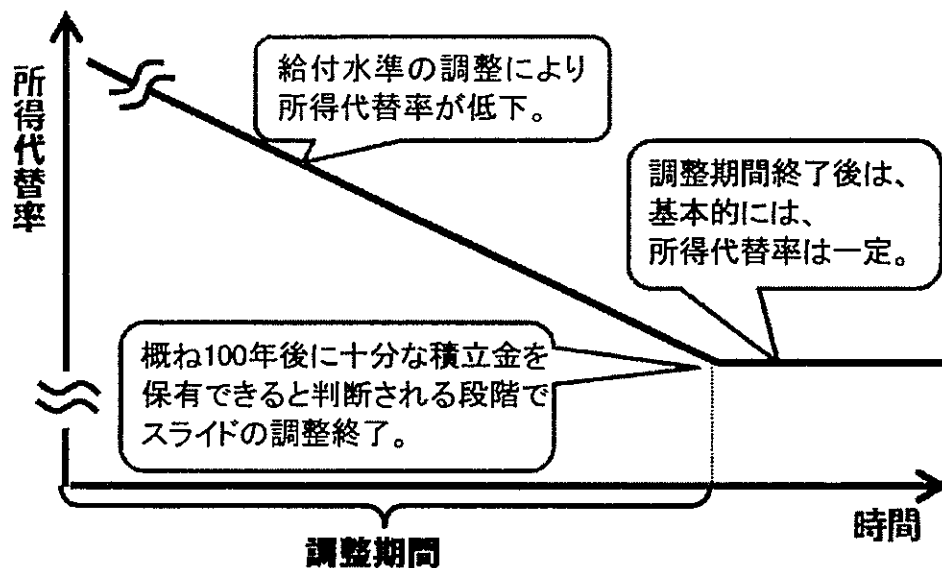 所得代替率
給付水準の調整により
所得代替率が低下。
調整期間終了後は、
基本的には、
所得代替率は一定。
概ね100年後に十分な積立金を
保有できると判断される段階で
スライドの調整終了。
時間
調整期間